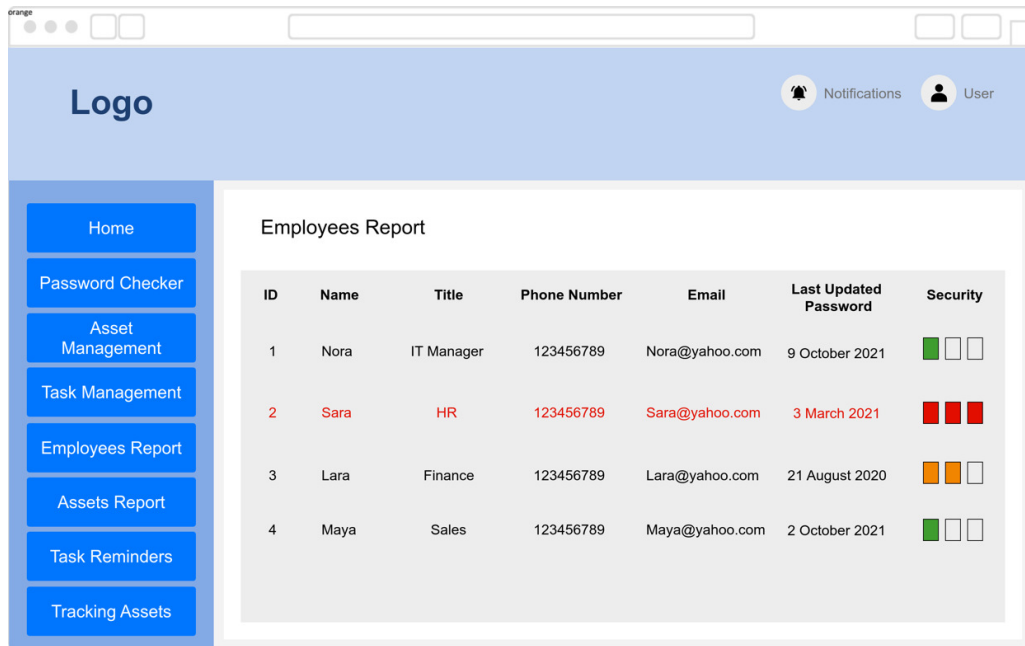 orange
Logo
Notifications
User
Home
Password Checker
Asset
Management
Task Management
Employees Report
Assets Report
Task Reminders
Tracking Assets
Employees Report
ID Name Title Phone Number Email Last Updated Password Security
1 Nora IT Manager 123456789 Nora@yahoo.com 9 October 2021
2 Sara HR 123456789 Sara@yahoo.com 3 March 2021
3 Lara Finance 123456789 Lara@yahoo.com 21 August 2020
4 Maya Sales 123456789 Maya@yahoo.com 2 October 2021